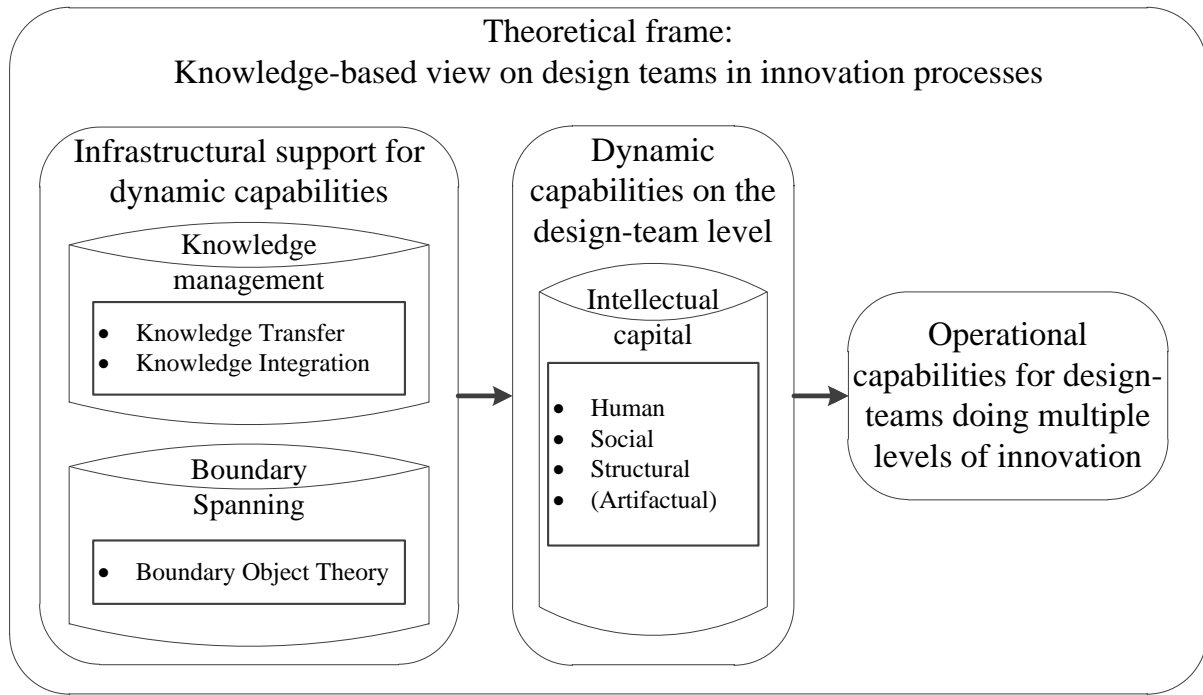 Theoretical frame:
Knowledge-based view on design teams in innovation processes
Infrastructural support for
dynamic capabilities
Knowledge
management
• Knowledge Transfer
• Knowledge Integration
Boundary
Spanning
• Boundary Object Theory
Dynamic
capabilities on the
design-team level
Intellectual
capital
• Human
• Social
• Structural
• (Artifactual)
Operational
capabilities for design-
teams doing multiple
levels of innovation